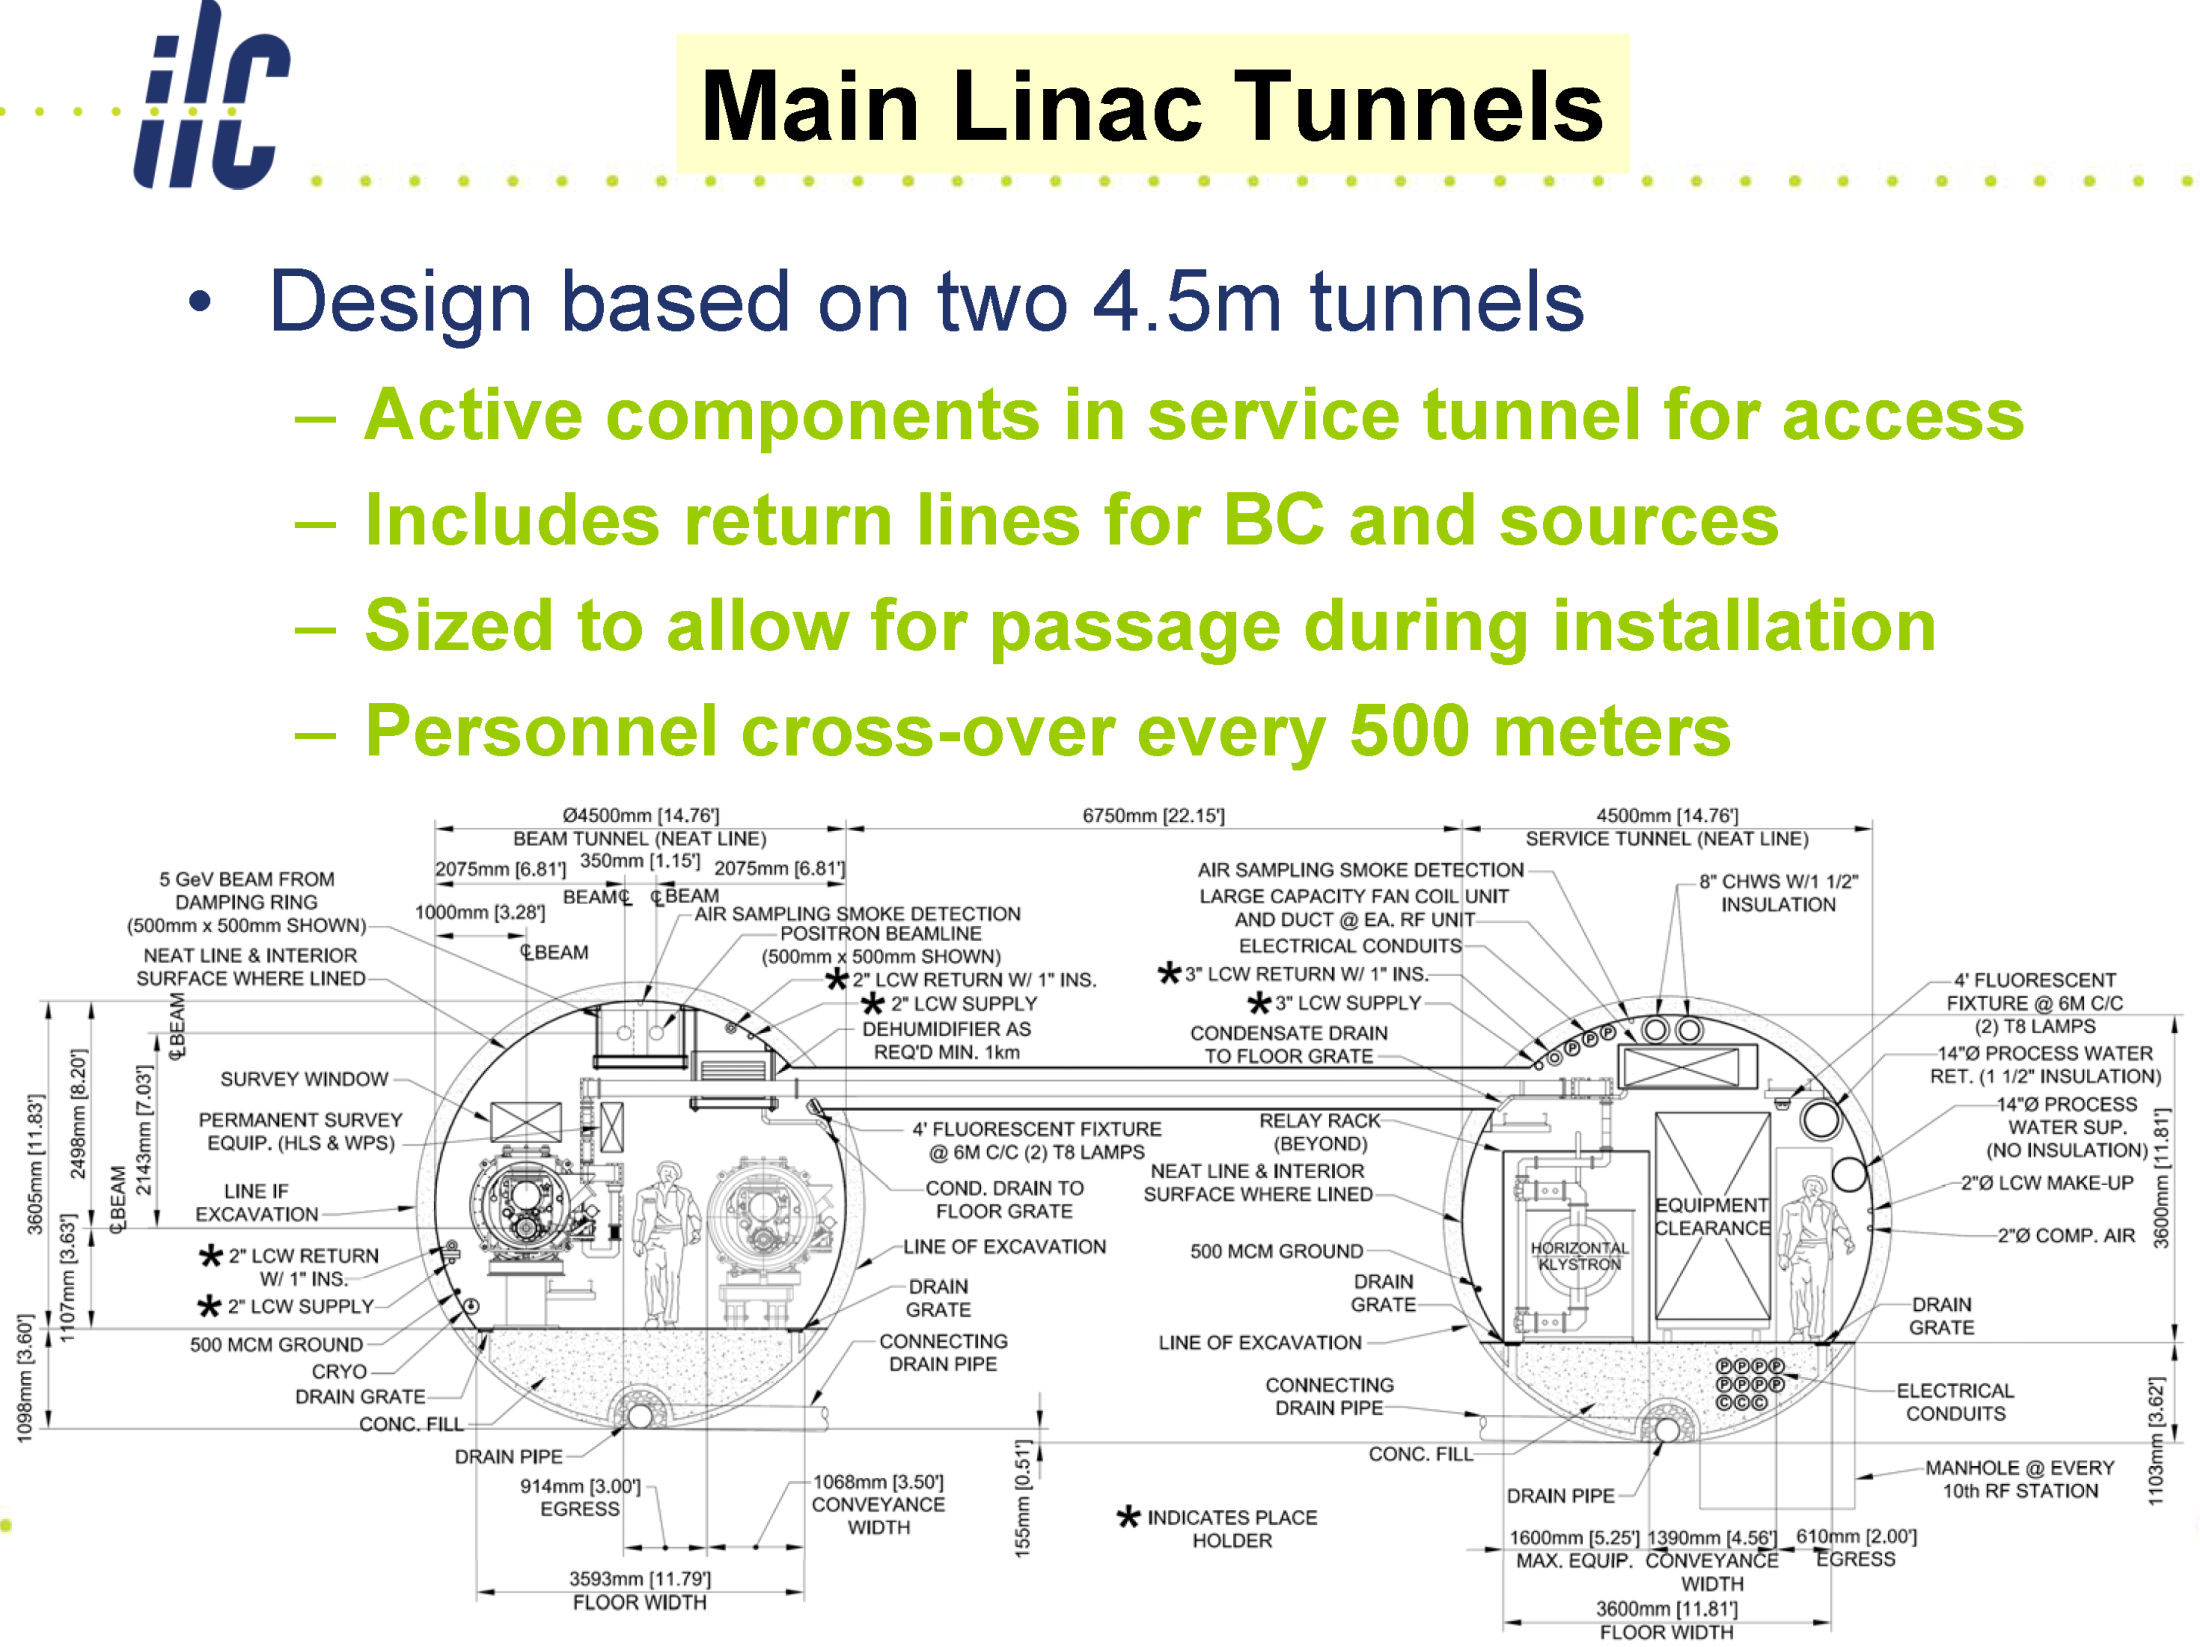 ilc
Main Linac Tunnels
• Design based on two 4.5m tunnels
– Active components in service tunnel for access
– Includes return lines for BC and sources
– Sized to allow for passage during installation
– Personnel cross-over every 500 meters
Ø4500mm [14.76']
BEAM TUNNEL (NEAT LINE)
2075mm [6.81']
350mm [1.15']
2075mm [6.81']
BEAM℄
℄BEAM
1000mm [3.28']
℄BEAM
6750mm [22.15']
4500mm [14.76']
SERVICE TUNNEL (NEAT LINE)
5 GeV BEAM FROM
DAMPING RING
(500mm x 500mm SHOWN)
NEAT LINE & INTERIOR
SURFACE WHERE LINED
℄BEAM
SURVEY WINDOW
PERMANENT SURVEY
EQUIP. (HLS & WPS)
℄BEAM
LINE IF
EXCAVATION
* 2" LCW RETURN
W/ 1" INS.
* 2" LCW SUPPLY
500 MCM GROUND
CRYO
DRAIN GRATE
CONC. FILL
DRAIN PIPE
3605mm [11.83']
2498mm [8.20']
2143mm [7.03']
1107mm [3.63']
1098mm [3.60']
AIR SAMPLING SMOKE DETECTION
POSITRON BEAMLINE
(500mm x 500mm SHOWN)
* 2" LCW RETURN W/ 1" INS.
* 2" LCW SUPPLY
DEHUMIDIFIER AS
REQ'D MIN. 1km
4' FLUORESCENT FIXTURE
@ 6M C/C (2) T8 LAMPS
COND. DRAIN TO
FLOOR GRATE
LINE OF EXCAVATION
DRAIN
GRATE
CONNECTING
DRAIN PIPE
914mm [3.00']
EGRESS
1068mm [3.50']
CONVEYANCE
WIDTH
3593mm [11.79']
FLOOR WIDTH
155mm [0.51']
* INDICATES PLACE
HOLDER
AIR SAMPLING SMOKE DETECTION
LARGE CAPACITY FAN COIL UNIT
AND DUCT @ EA. RF UNIT
ELECTRICAL CONDUITS
* 3" LCW RETURN W/ 1" INS.
* 3" LCW SUPPLY
CONDENSATE DRAIN
TO FLOOR GRATE
RELAY RACK
(BEYOND)
NEAT LINE & INTERIOR
SURFACE WHERE LINED
500 MCM GROUND
DRAIN
GRATE
LINE OF EXCAVATION
CONNECTING
DRAIN PIPE
CONC. FILL
DRAIN PIPE
P P P P
HORIZONTAL
KLYSTRON
EQUIPMENT
CLEARANCE
P P P P
P P P P
C C C
8" CHWS W/1 1/2"
INSULATION
4' FLUORESCENT
FIXTURE @ 6M C/C
(2) T8 LAMPS
14"Ø PROCESS WATER
RET. (1 1/2" INSULATION)
14"Ø PROCESS
WATER SUP.
(NO INSULATION)
2"Ø LCW MAKE-UP
2"Ø COMP. AIR
DRAIN
GRATE
ELECTRICAL
CONDUITS
MANHOLE @ EVERY
10th RF STATION
3600mm [11.81']
1103mm [3.62']
1600mm [5.25']
MAX. EQUIP.
1390mm [4.56']
CONVEYANCE
WIDTH
610mm [2.00']
EGRESS
3600mm [11.81']
FLOOR WIDTH